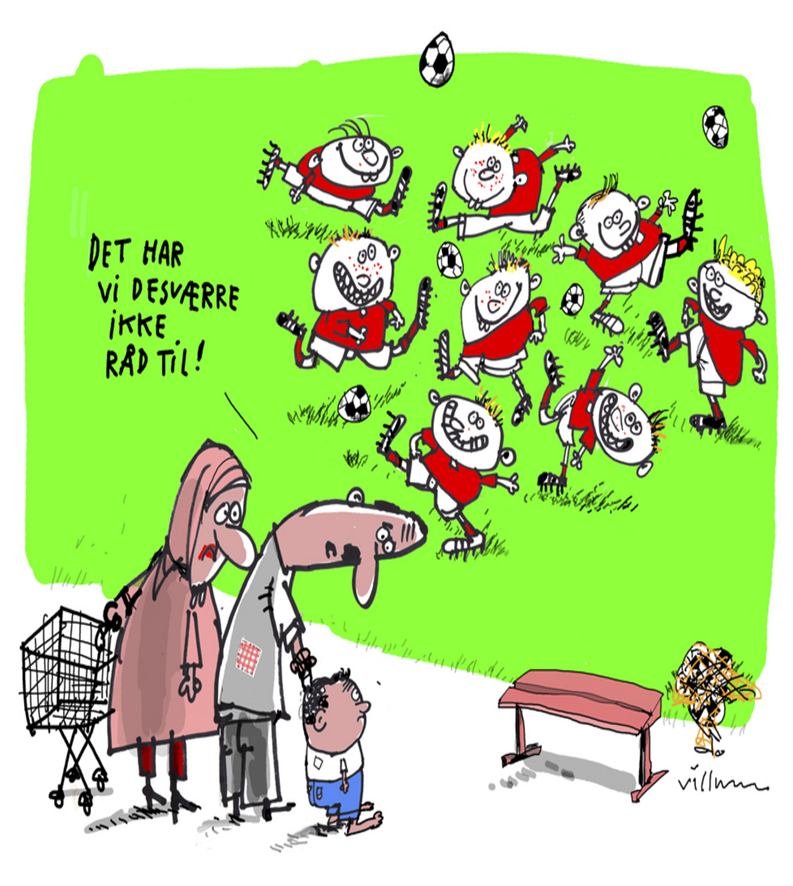 DET HAR
Vi DESVÆRRE
iKKE
RÅD TiL!
villum